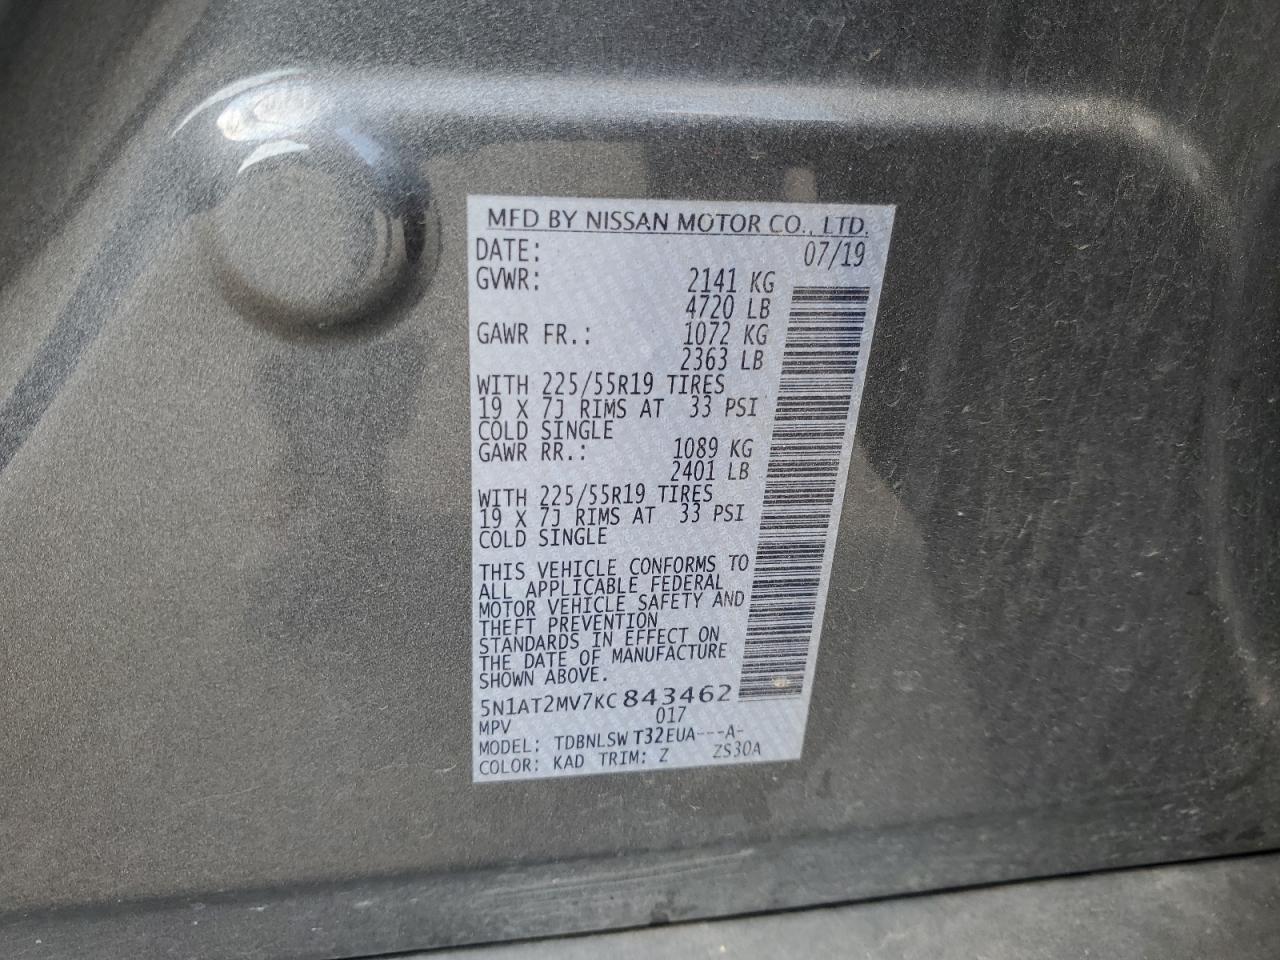 MFD BY NISSAN MOTOR CO., LTD.
DATE: 07/19
GVWR: 2141 KG
4720 LB
GAWR FR.: 1072 KG
2363 LB
WITH 225/55R19 TIRES
19 X 7J RIMS AT 33 PSI
COLD SINGLE
GAWR RR.: 1089 KG
2401 LB
WITH 225/55R19 TIRES
19 X 7J RIMS AT 33 PSI
COLD SINGLE
THIS VEHICLE CONFORMS TO
ALL APPLICABLE FEDERAL
MOTOR VEHICLE SAFETY AND
THEFT PREVENTION
STANDARDS IN EFFECT ON
THE DATE OF MANUFACTURE
SHOWN ABOVE.
5N1AT2MV7KC843462
MPV 017
MODEL: TDBNLSW T32EUA---A-
COLOR: KAD TRIM: Z ZS30A